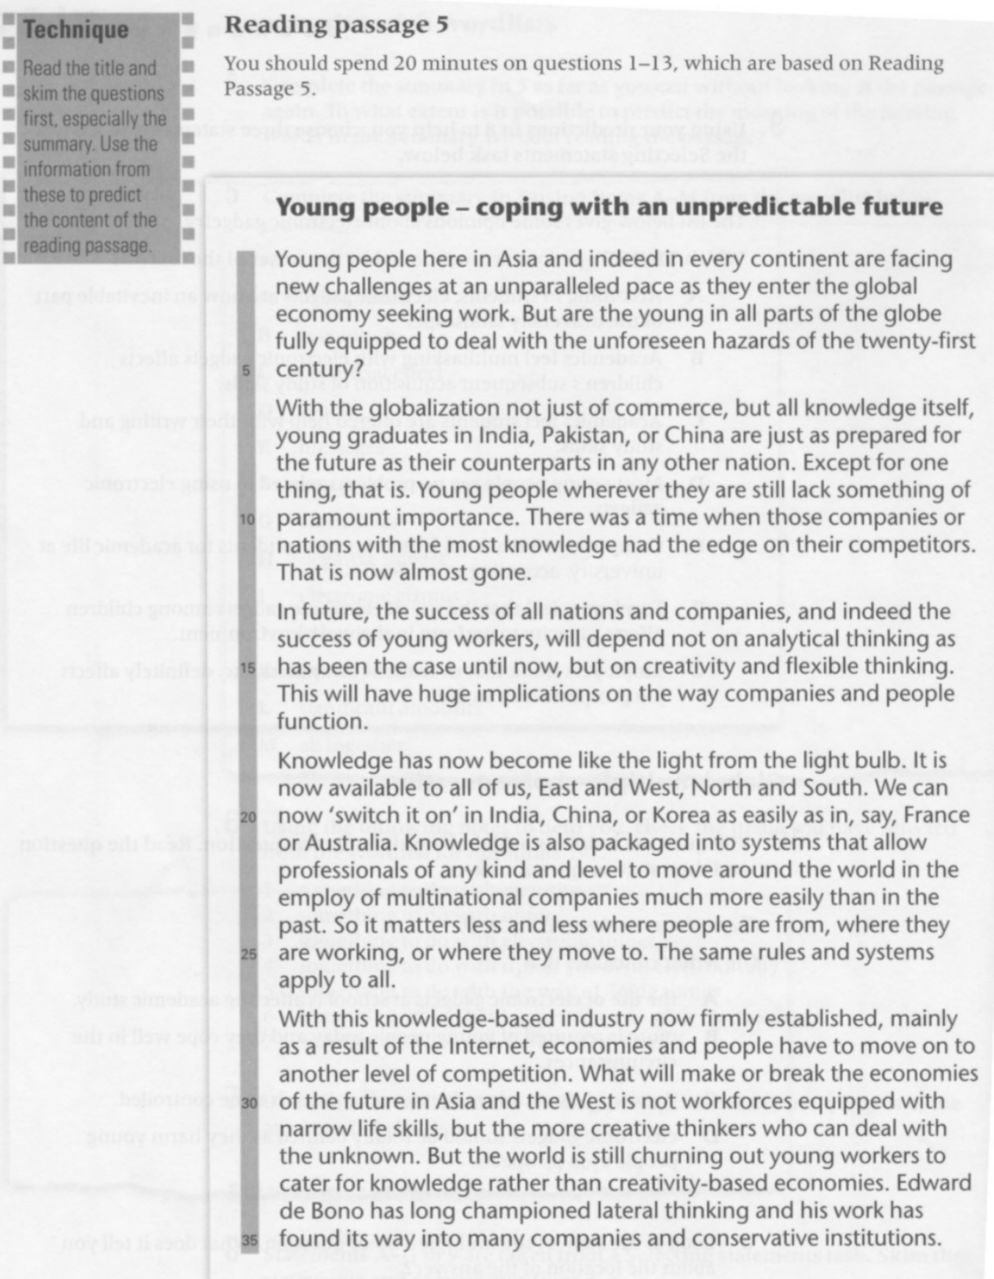 Technique
Read the title and
skim the questions
first, especially the
summary. Use the
information from
these to predict
the content of the
reading passage.
Reading passage 5
You should spend 20 minutes on questions 1–13, which are based on Reading
Passage 5.
Young people – coping with an unpredictable future
Young people here in Asia and indeed in every continent are facing
new challenges at an unparalleled pace as they enter the global
economy seeking work. But are the young in all parts of the globe
fully equipped to deal with the unforeseen hazards of the twenty-first
5 century?
With the globalization not just of commerce, but all knowledge itself,
young graduates in India, Pakistan, or China are just as prepared for
the future as their counterparts in any other nation. Except for one
thing, that is. Young people wherever they are still lack something of
10 paramount importance. There was a time when those companies or
nations with the most knowledge had the edge on their competitors.
That is now almost gone.
In future, the success of all nations and companies, and indeed the
success of young workers, will depend not on analytical thinking as
15 has been the case until now, but on creativity and flexible thinking.
This will have huge implications on the way companies and people
function.
Knowledge has now become like the light from the light bulb. It is
now available to all of us, East and West, North and South. We can
20 now 'switch it on' in India, China, or Korea as easily as in, say, France
or Australia. Knowledge is also packaged into systems that allow
professionals of any kind and level to move around the world in the
employ of multinational companies much more easily than in the
past. So it matters less and less where people are from, where they
25 are working, or where they move to. The same rules and systems
apply to all.
With this knowledge-based industry now firmly established, mainly
as a result of the Internet, economies and people have to move on to
another level of competition. What will make or break the economies
30 of the future in Asia and the West is not workforces equipped with
narrow life skills, but the more creative thinkers who can deal with
the unknown. But the world is still churning out young workers to
cater for knowledge rather than creativity-based economies. Edward
de Bono has long championed lateral thinking and his work has
35 found its way into many companies and conservative institutions.